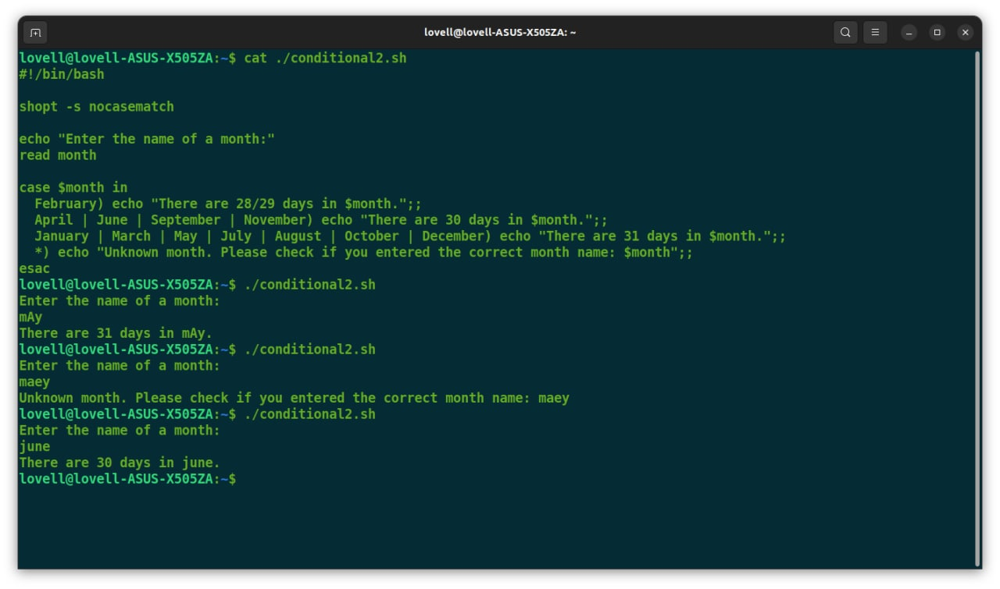 lovell@lovell-ASUS-X505ZA: ~
lovell@lovell-ASUS-X505ZA:~$ cat ./conditional2.sh
#!/bin/bash

shopt -s nocasematch

echo "Enter the name of a month:"
read month

case $month in
  February) echo "There are 28/29 days in $month.";;
  April | June | September | November) echo "There are 30 days in $month.";;
  January | March | May | July | August | October | December) echo "There are 31 days in $month.";;
  *) echo "Unknown month. Please check if you entered the correct month name: $month";;
esac
lovell@lovell-ASUS-X505ZA:~$ ./conditional2.sh
Enter the name of a month:
mAy
There are 31 days in mAy.
lovell@lovell-ASUS-X505ZA:~$ ./conditional2.sh
Enter the name of a month:
maey
Unknown month. Please check if you entered the correct month name: maey
lovell@lovell-ASUS-X505ZA:~$ ./conditional2.sh
Enter the name of a month:
june
There are 30 days in june.
lovell@lovell-ASUS-X505ZA:~$